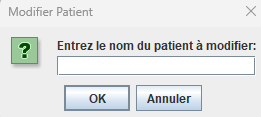 Modifier Patient
Entrez le nom du patient à modifier:
OK
Annuler